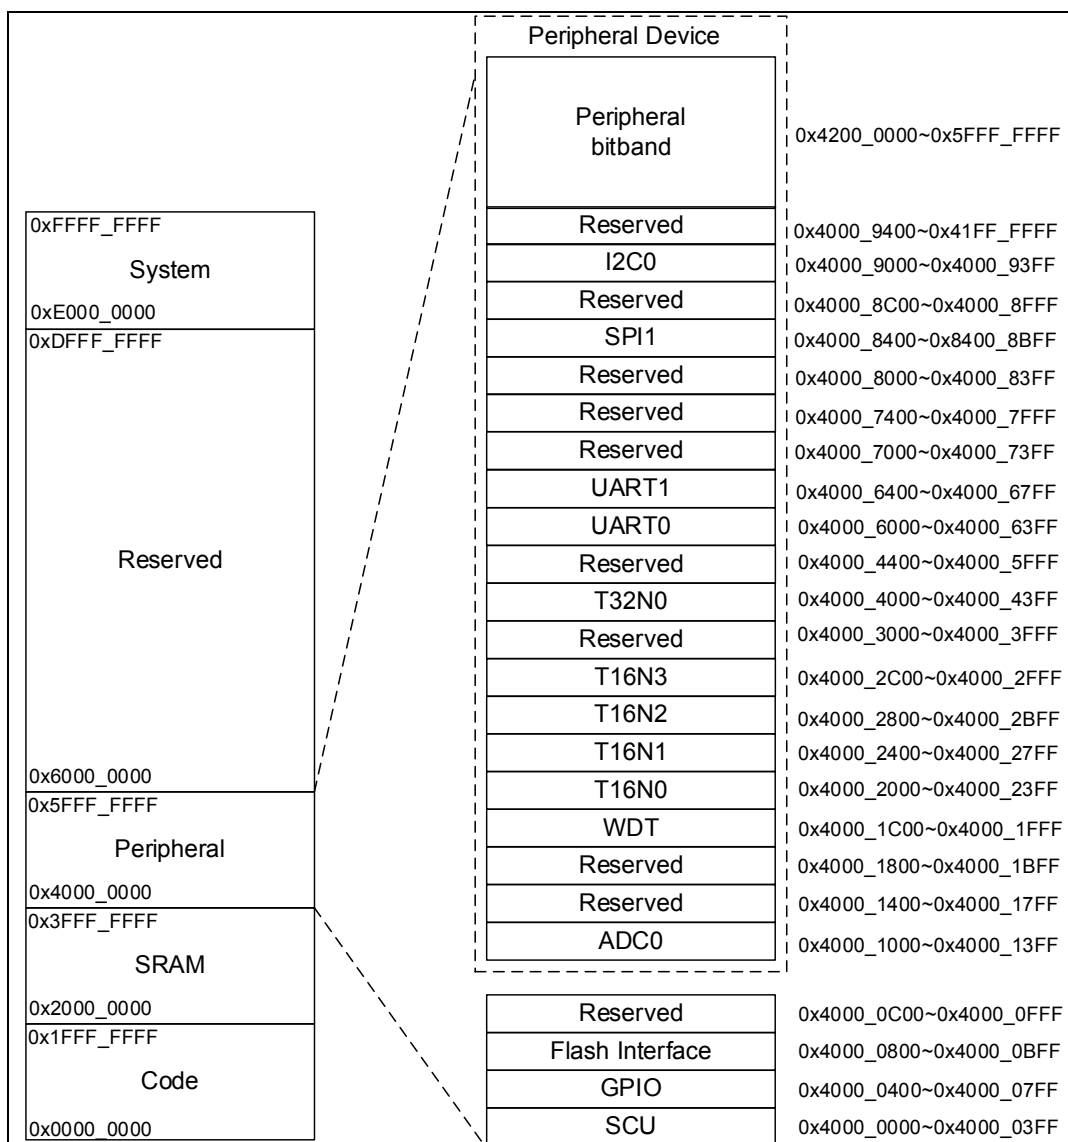 Peripheral Device
Peripheral
bitband
0x4200_0000~0x5FFF_FFFF
Reserved
0x4000_9400~0x41FF_FFFF
I2C0
0x4000_9000~0x4000_93FF
Reserved
0x4000_8C00~0x4000_8FFF
SPI1
0x4000_8400~0x8400_8BFF
Reserved
0x4000_8000~0x4000_83FF
Reserved
0x4000_7400~0x4000_7FFF
Reserved
0x4000_7000~0x4000_73FF
UART1
0x4000_6400~0x4000_67FF
UART0
0x4000_6000~0x4000_63FF
Reserved
0x4000_4400~0x4000_5FFF
T32N0
0x4000_4000~0x4000_43FF
Reserved
0x4000_3000~0x4000_3FFF
T16N3
0x4000_2C00~0x4000_2FFF
T16N2
0x4000_2800~0x4000_2BFF
T16N1
0x4000_2400~0x4000_27FF
T16N0
0x4000_2000~0x4000_23FF
WDT
0x4000_1C00~0x4000_1FFF
Reserved
0x4000_1800~0x4000_1BFF
Reserved
0x4000_1400~0x4000_17FF
ADC0
0x4000_1000~0x4000_13FF
Reserved
0x4000_0C00~0x4000_0FFF
Flash Interface
0x4000_0800~0x4000_0BFF
GPIO
0x4000_0400~0x4000_07FF
SCU
0x4000_0000~0x4000_03FF
0xFFFF_FFFF
System
0xE000_0000
0xDFFF_FFFF
Reserved
0x6000_0000
0x5FFF_FFFF
Peripheral
0x4000_0000
0x3FFF_FFFF
SRAM
0x2000_0000
0x1FFF_FFFF
Code
0x0000_0000